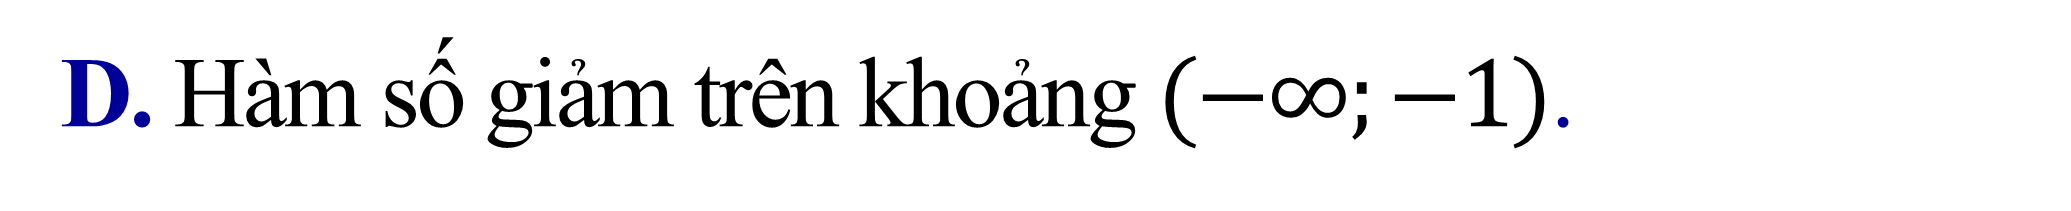 D. Hàm số giảm trên khoảng (−∞; −1).